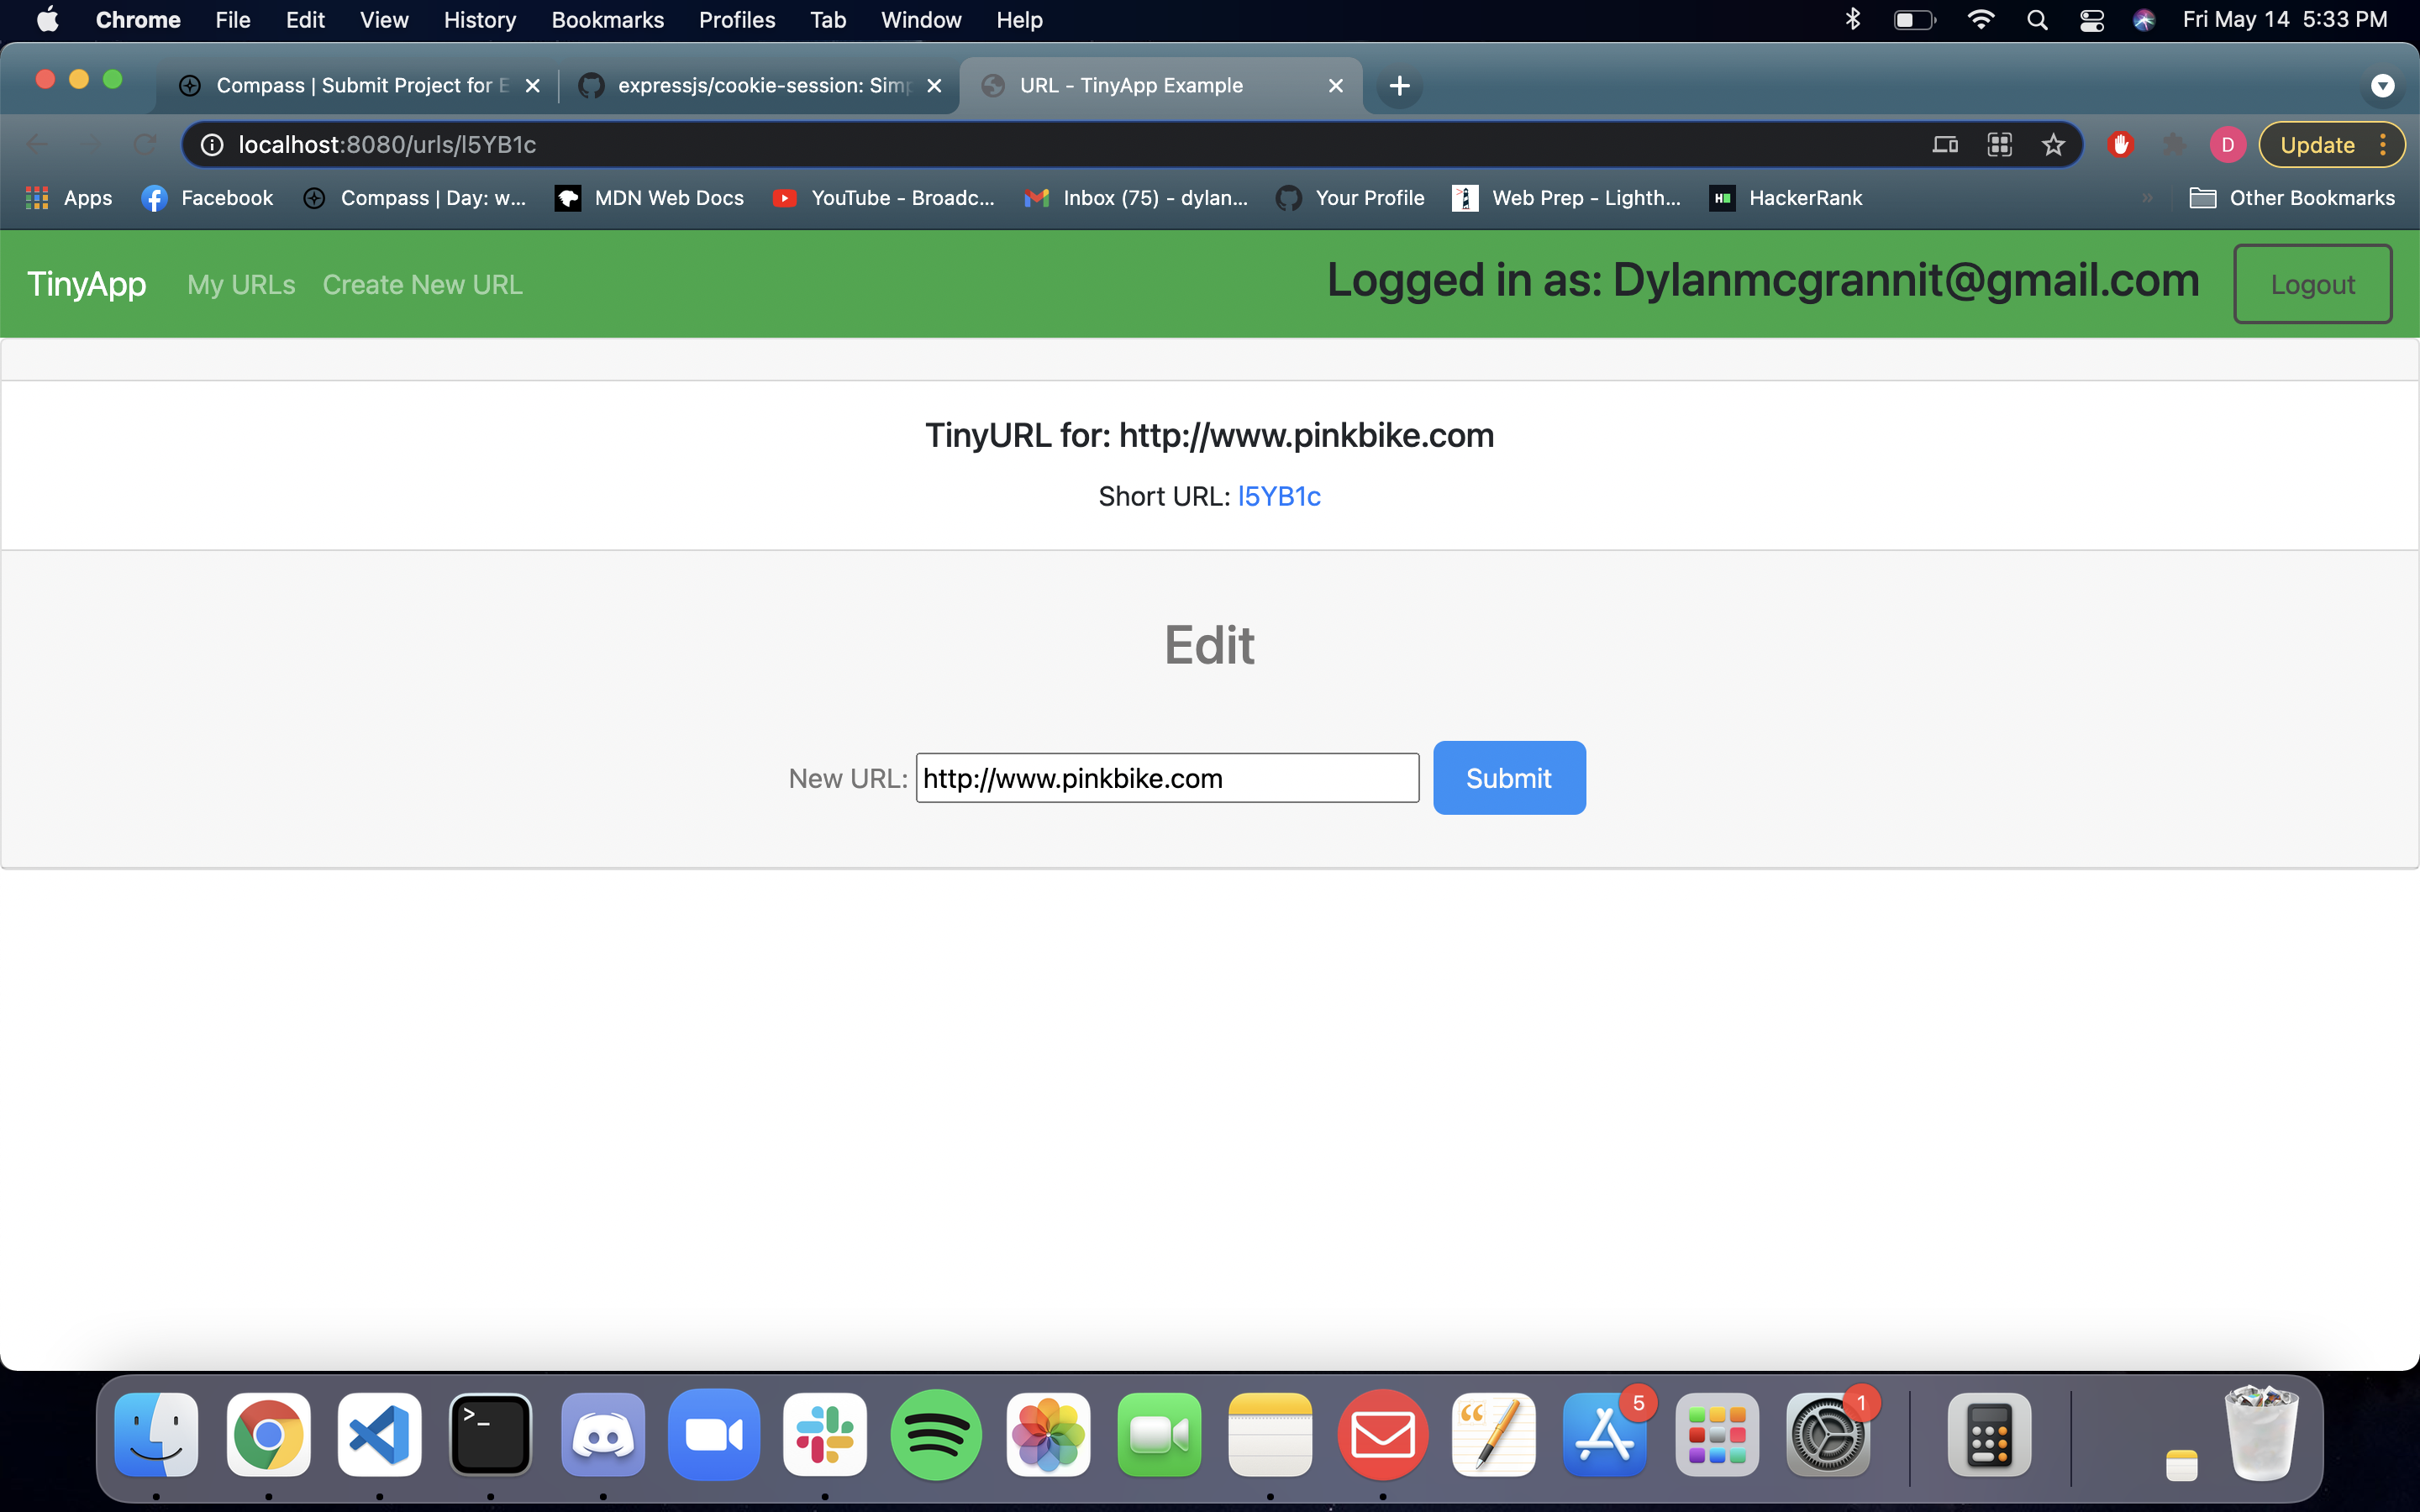 Chrome File Edit View History Bookmarks Profiles Tab Window Help Fri May 14 5:33 PM
Compass | Submit Project for E expressjs/cookie-session: Simp URL - TinyApp Example
localhost:8080/urls/l5YB1c D Update
Apps Facebook Compass | Day: w... MDN Web Docs YouTube - Broadc... Inbox (75) - dylan... Your Profile Web Prep - Lighth... HackerRank » Other Bookmarks
TinyApp My URLs Create New URL Logged in as: Dylanmcgrannit@gmail.com Logout
TinyURL for: http://www.pinkbike.com
Short URL: l5YB1c
Edit
New URL: http://www.pinkbike.com Submit
5 1